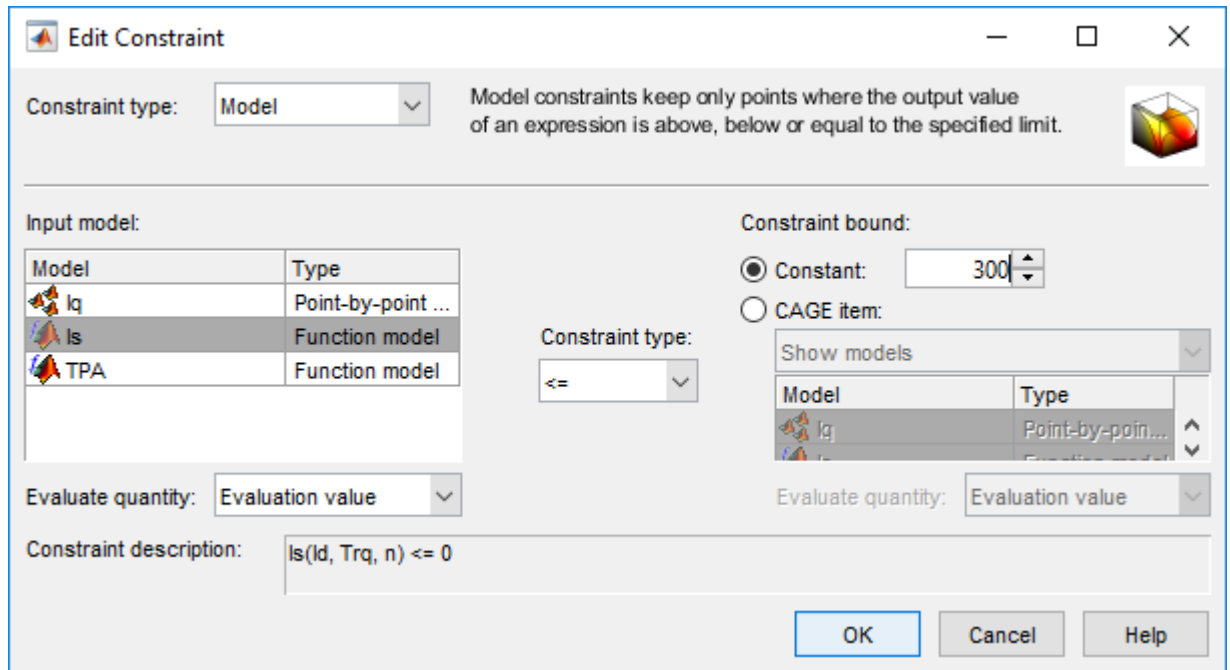 Edit Constraint
Constraint type: Model
Model constraints keep only points where the output value
of an expression is above, below or equal to the specified limit.
Input model:
Model Type
Iq Point-by-point ...
Is Function model
TPA Function model
Constraint type:
<=
Constraint bound:
Constant: 300
CAGE item:
Show models
Model Type
Iq Point-by-poin...
Is Function model
Evaluate quantity: Evaluation value
Evaluate quantity: Evaluation value
Constraint description: Is(Id, Trq, n) <= 0
OK Cancel Help